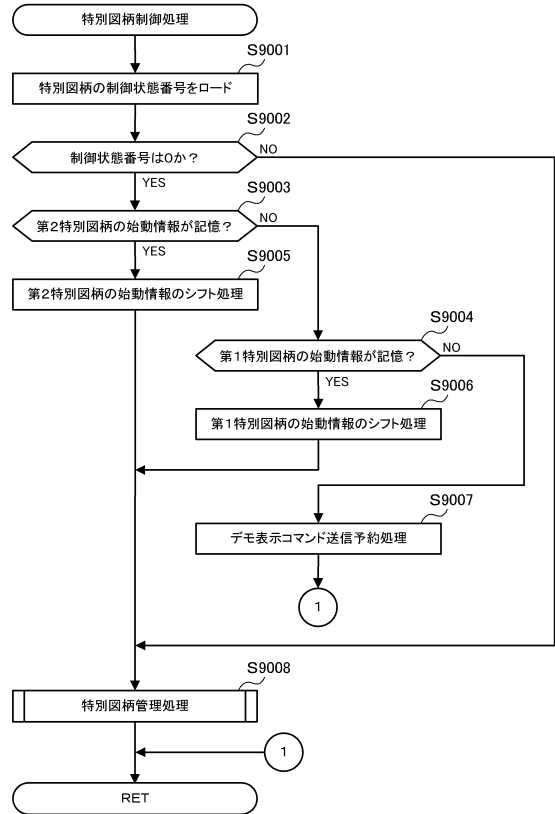 特別図柄制御処理
S9001
特別図柄の制御状態番号をロード
S9002
制御状態番号は0か？
NO
YES
S9003
第2特別図柄の始動情報が記憶？
NO
YES
S9005
第2特別図柄の始動情報のシフト処理
S9004
第1特別図柄の始動情報が記憶？
NO
YES
S9006
第1特別図柄の始動情報のシフト処理
S9007
デモ表示コマンド送信予約処理
1
S9008
特別図柄管理処理
1
RET